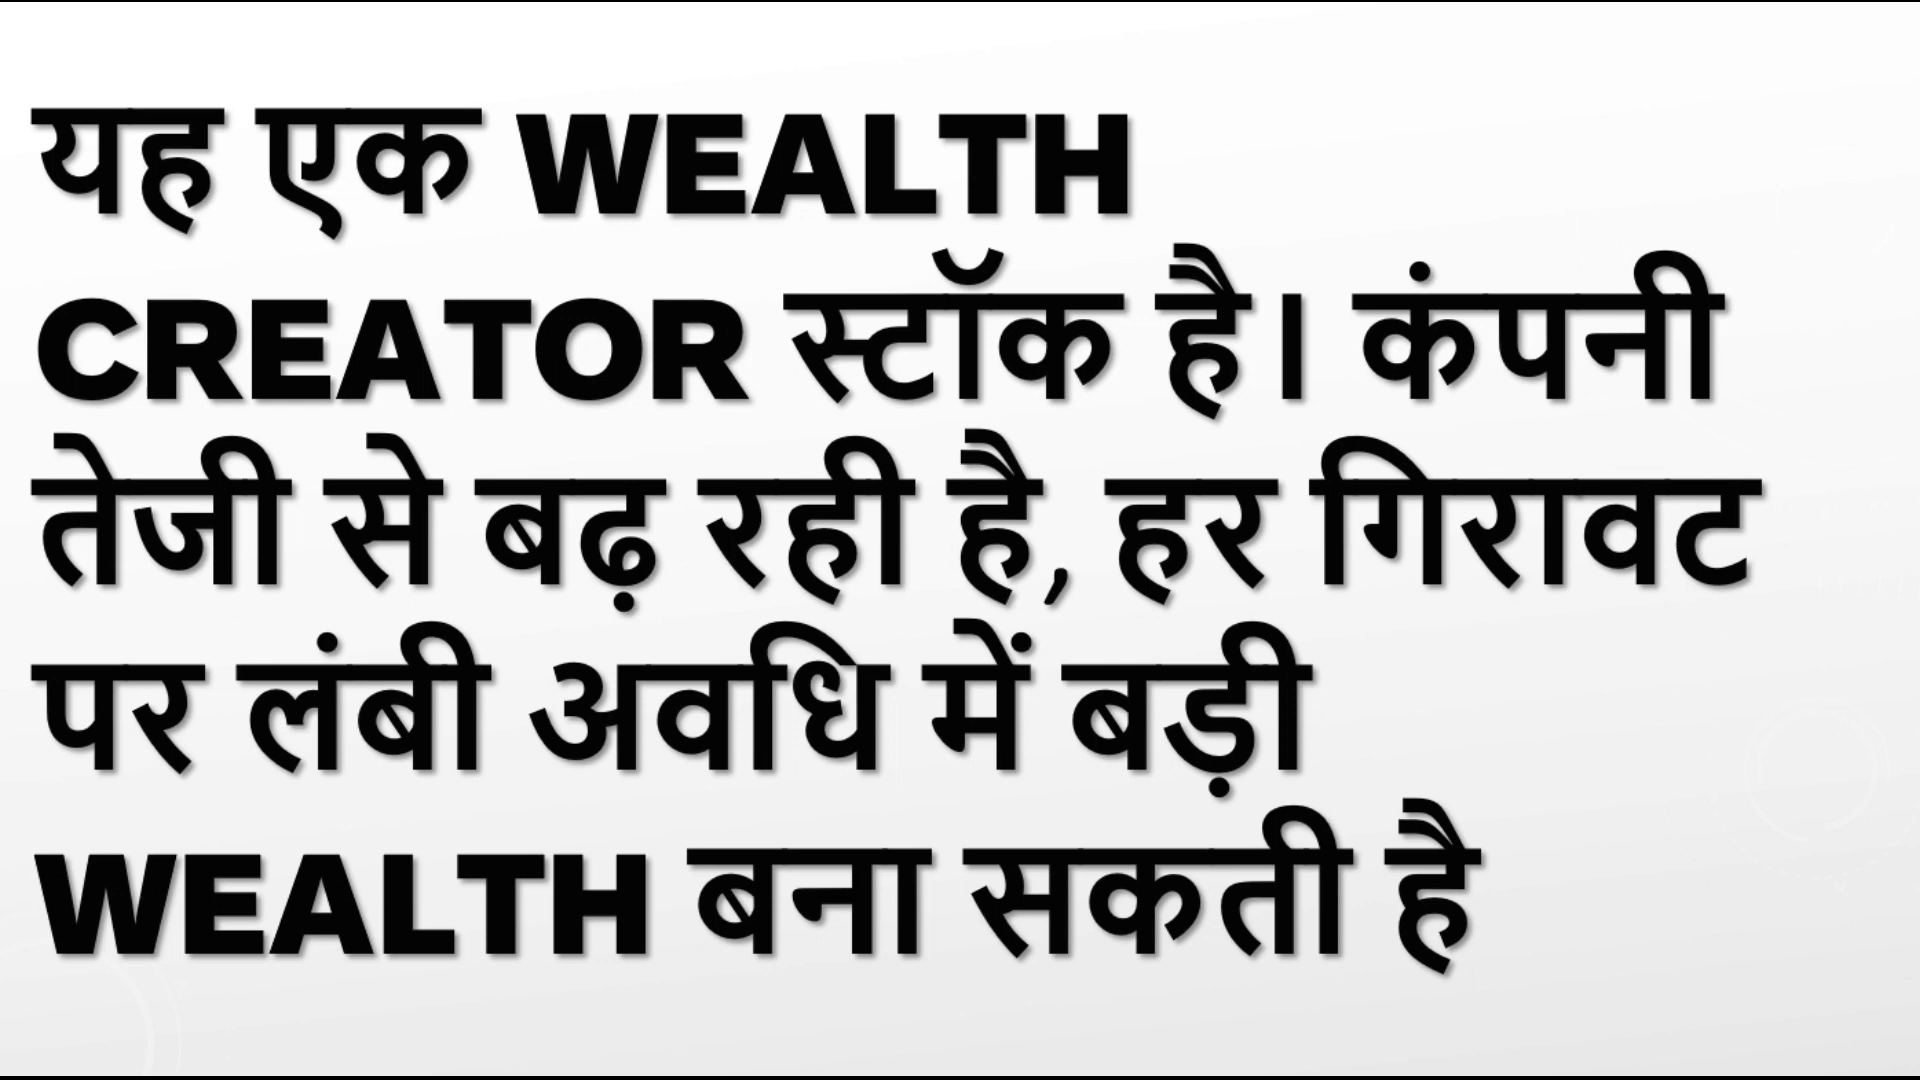 यह एक WEALTH
CREATOR स्टॉक है। कंपनी
तेजी से बढ़ रही है, हर गिरावट
पर लंबी अवधि में बड़ी
WEALTH बना सकती है